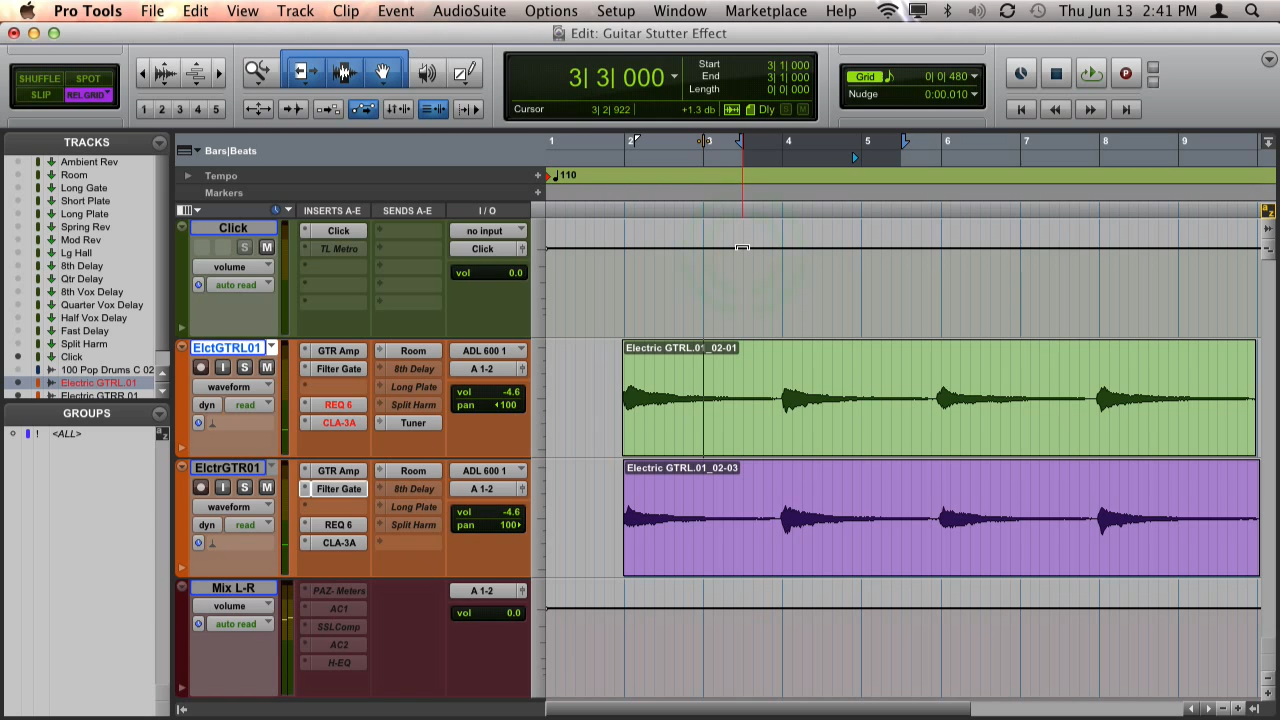 Pro Tools File Edit View Track Clip Event AudioSuite Options Setup Window Marketplace Help Thu Jun 13 2:41 PM
Edit: Guitar Stutter Effect
SHUFFLE SPOT
SLIP REL GRID
1 2 3 4 5
3| 3| 000
Start 3| 1| 000
End 3| 1| 000
Length 0| 0| 000
Cursor 3| 2| 922 +1.3 db Dly S M
Grid 0| 0| 480
Nudge 0:00.010
TRACKS
Ambient Rev
Room
Long Gate
Short Plate
Long Plate
Spring Rev
Mod Rev
Lg Hall
8th Delay
Qtr Delay
8th Vox Delay
Quarter Vox Delay
Half Vox Delay
Fast Delay
Split Harm
Click
100 Pop Drums C 02
Electric GTRL.01
Electric GTRR.01
GROUPS
! <ALL>
Bars|Beats
1 2 4 5 6 7 8 9
Tempo 110
Markers
INSERTS A-E SENDS A-E I / O
Click
S M
volume
auto read
Click
TL Metro
no input
Click
vol 0.0
ElctGTRL01
I S M
waveform
dyn read
GTR Amp
Filter Gate
REQ 6
CLA-3A
Room
8th Delay
Long Plate
Split Harm
Tuner
ADL 600 1
A 1-2
vol -4.6
pan 100
Electric GTRL.01_02-01
ElctrGTR01
I S M
waveform
dyn read
GTR Amp
Filter Gate
REQ 6
CLA-3A
Room
8th Delay
Long Plate
Split Harm
ADL 600 1
A 1-2
vol -4.6
pan 100
Electric GTRL.01_02-03
Mix L-R
volume
auto read
PAZ- Meters
AC1
SSLComp
AC2
H-EQ
A 1-2
vol 0.0